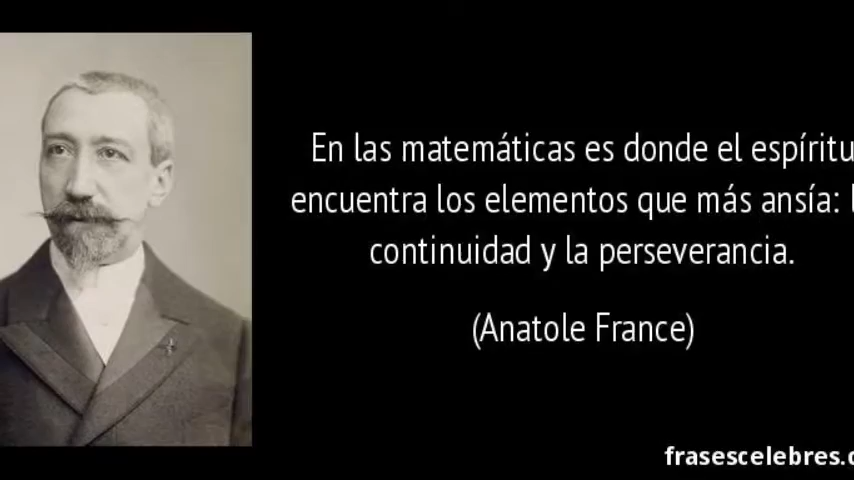 En las matemáticas es donde el espíritu
encuentra los elementos que más ansía:
continuidad y la perseverancia.
(Anatole France)
frasescelebres.